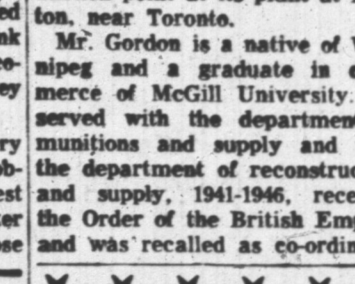 ton, near Toronto.
Mr. Gordon is a native of
nipeg and a graduate in
merce of McGill University
served with the departmen
munitions and supply and
the department of reconstruc
and supply, 1941-1946, rece
the Order of the British Emp
and was recalled as co-ordin